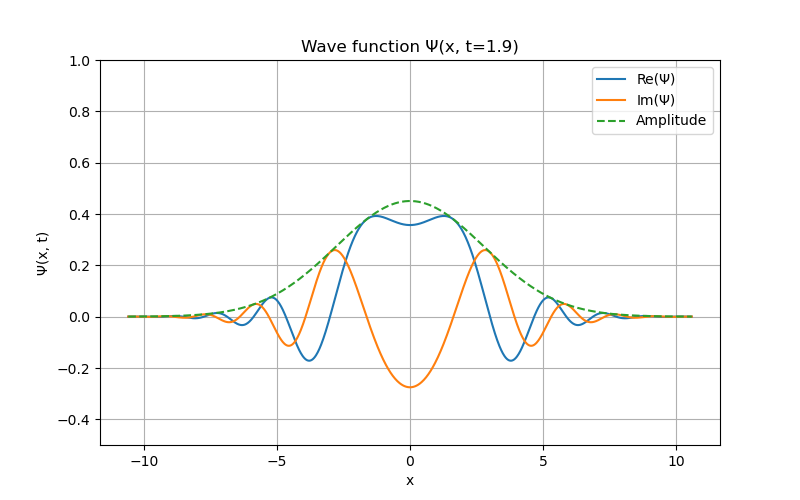 Wave function Ψ(x, t=1.9)
Re(Ψ)
Im(Ψ)
Amplitude
1.0
0.8
0.6
0.4
0.2
0.0
−0.2
−0.4
Ψ(x, t)
−10
−5
0
5
10
x